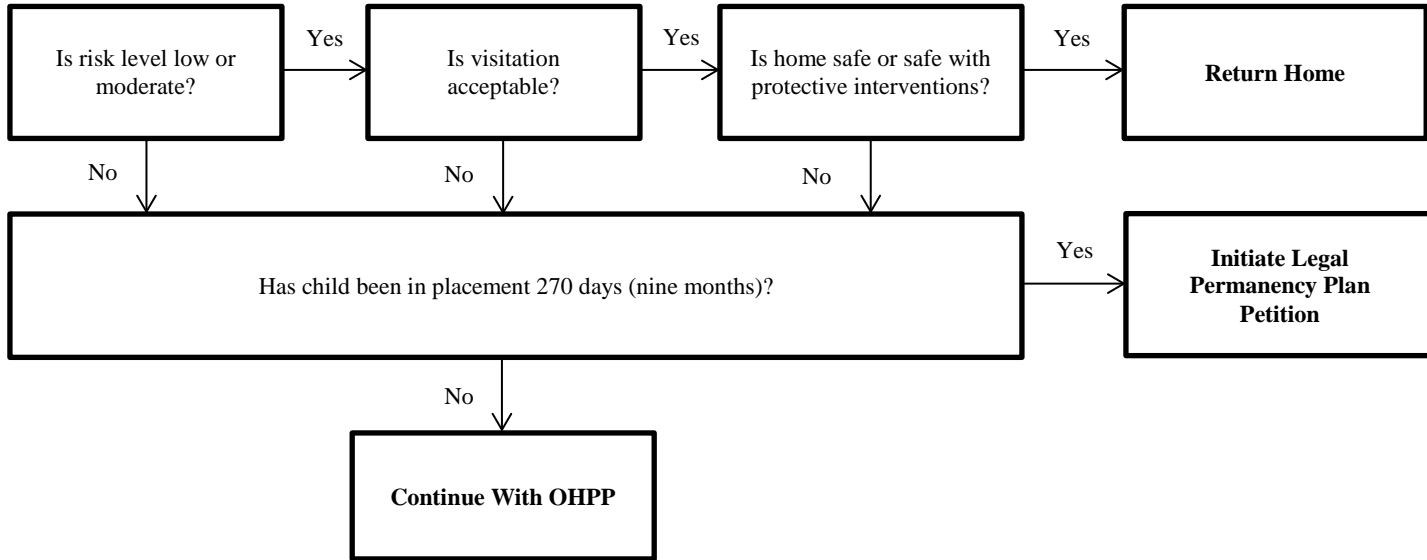 Is risk level low or
moderate?
Yes
Is visitation
acceptable?
Yes
Is home safe or safe with
protective interventions?
Yes
Return Home
No
No
No
Has child been in placement 270 days (nine months)?
Yes
Initiate Legal
Permanency Plan
Petition
No
Continue With OHPP